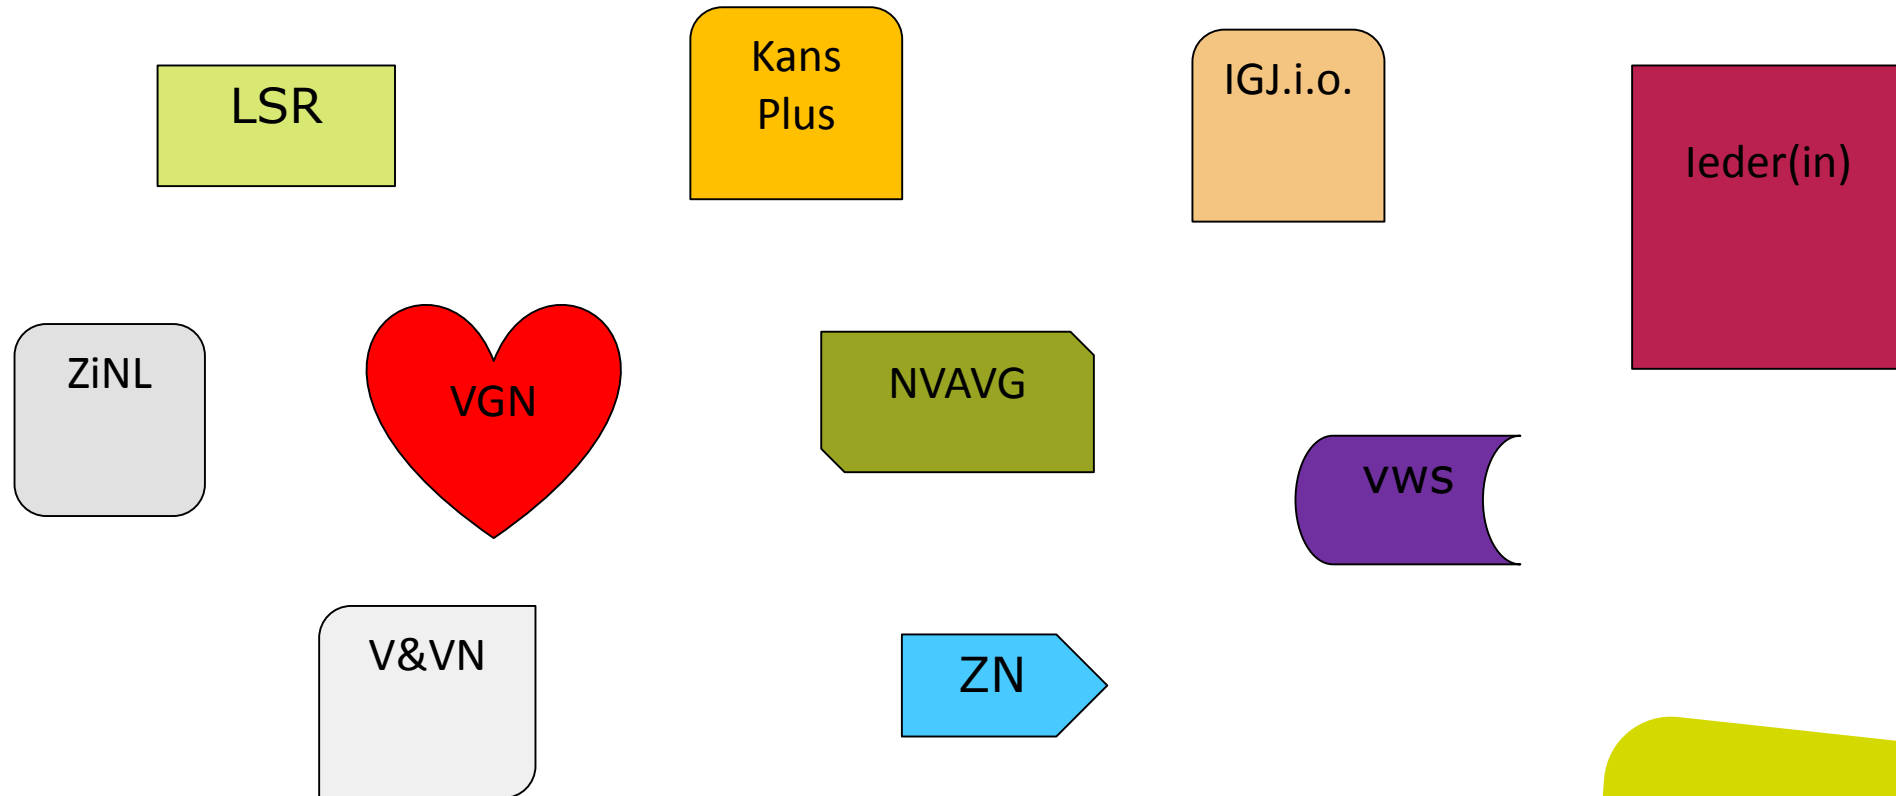 LSR
Kans
Plus
IGJ.i.o.
Ieder(in)
ZiNL
VGN
NVAVG
vws
V&VN
ZN